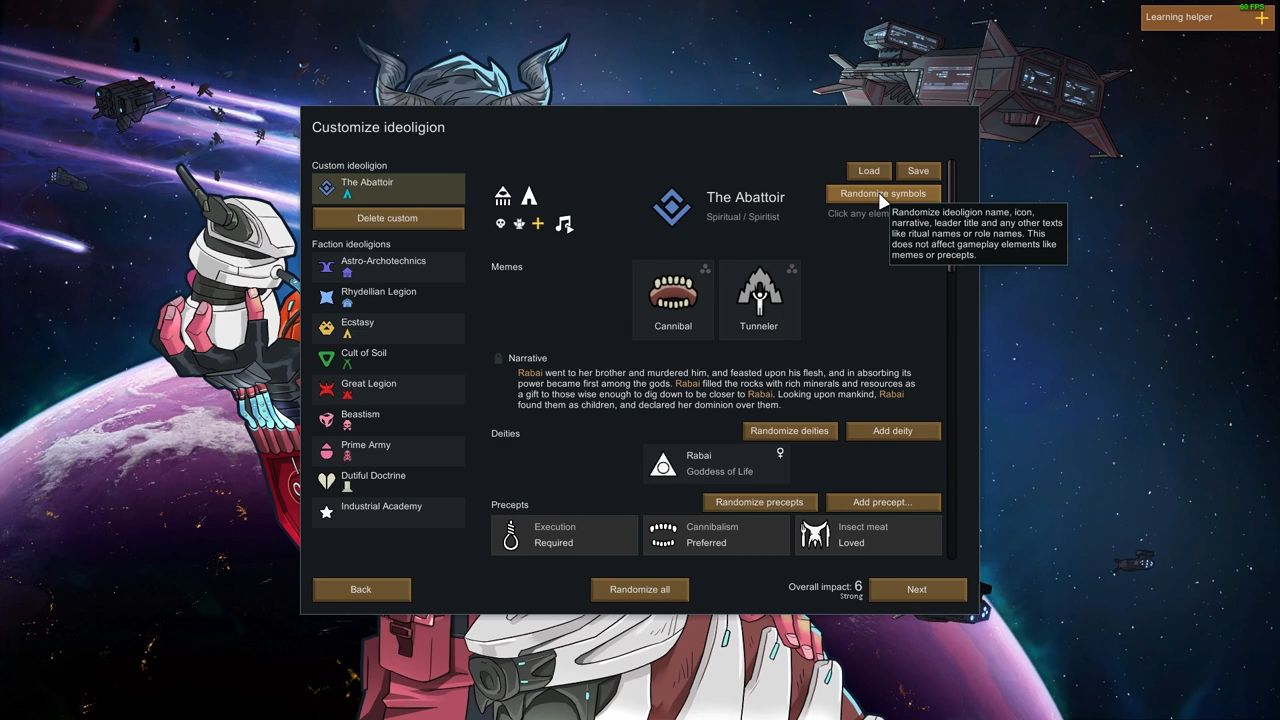 60 FPS
Learning helper
Customize ideoligion
Custom ideoligion
The Abattoir
Delete custom
Faction ideoligions
Astro-Archotechnics
Rhydellian Legion
Ecstasy
Cult of Soil
Great Legion
Beastism
Prime Army
Dutiful Doctrine
Industrial Academy
The Abattoir
Spiritual / Spiritist
Load
Save
Randomize symbols
Click any elem
Randomize ideoligion name, icon,
narrative, leader title and any other texts
like ritual names or role names. This
does not affect gameplay elements like
memes or precepts.
Memes
Cannibal
Tunneler
Narrative
Rabai went to her brother and murdered him, and feasted upon his flesh, and in absorbing its
power became first among the gods. Rabai filled the rocks with rich minerals and resources as
a gift to those wise enough to dig down to be closer to Rabai. Looking upon mankind, Rabai
found them as children, and declared her dominion over them.
Deities
Randomize deities
Add deity
Rabai
Goddess of Life
Precepts
Randomize precepts
Add precept...
Execution
Required
Cannibalism
Preferred
Insect meat
Loved
Back
Randomize all
Overall impact: 6
Strong
Next